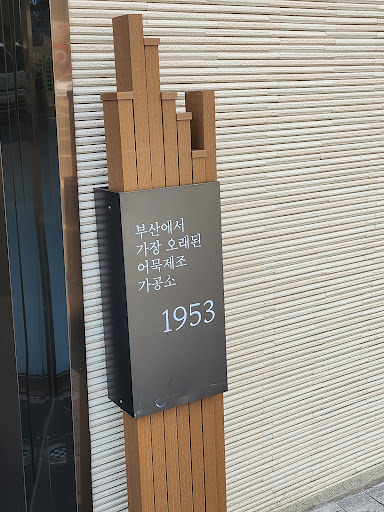 부산에서
가장 오래된
어묵제조
가공소
1953